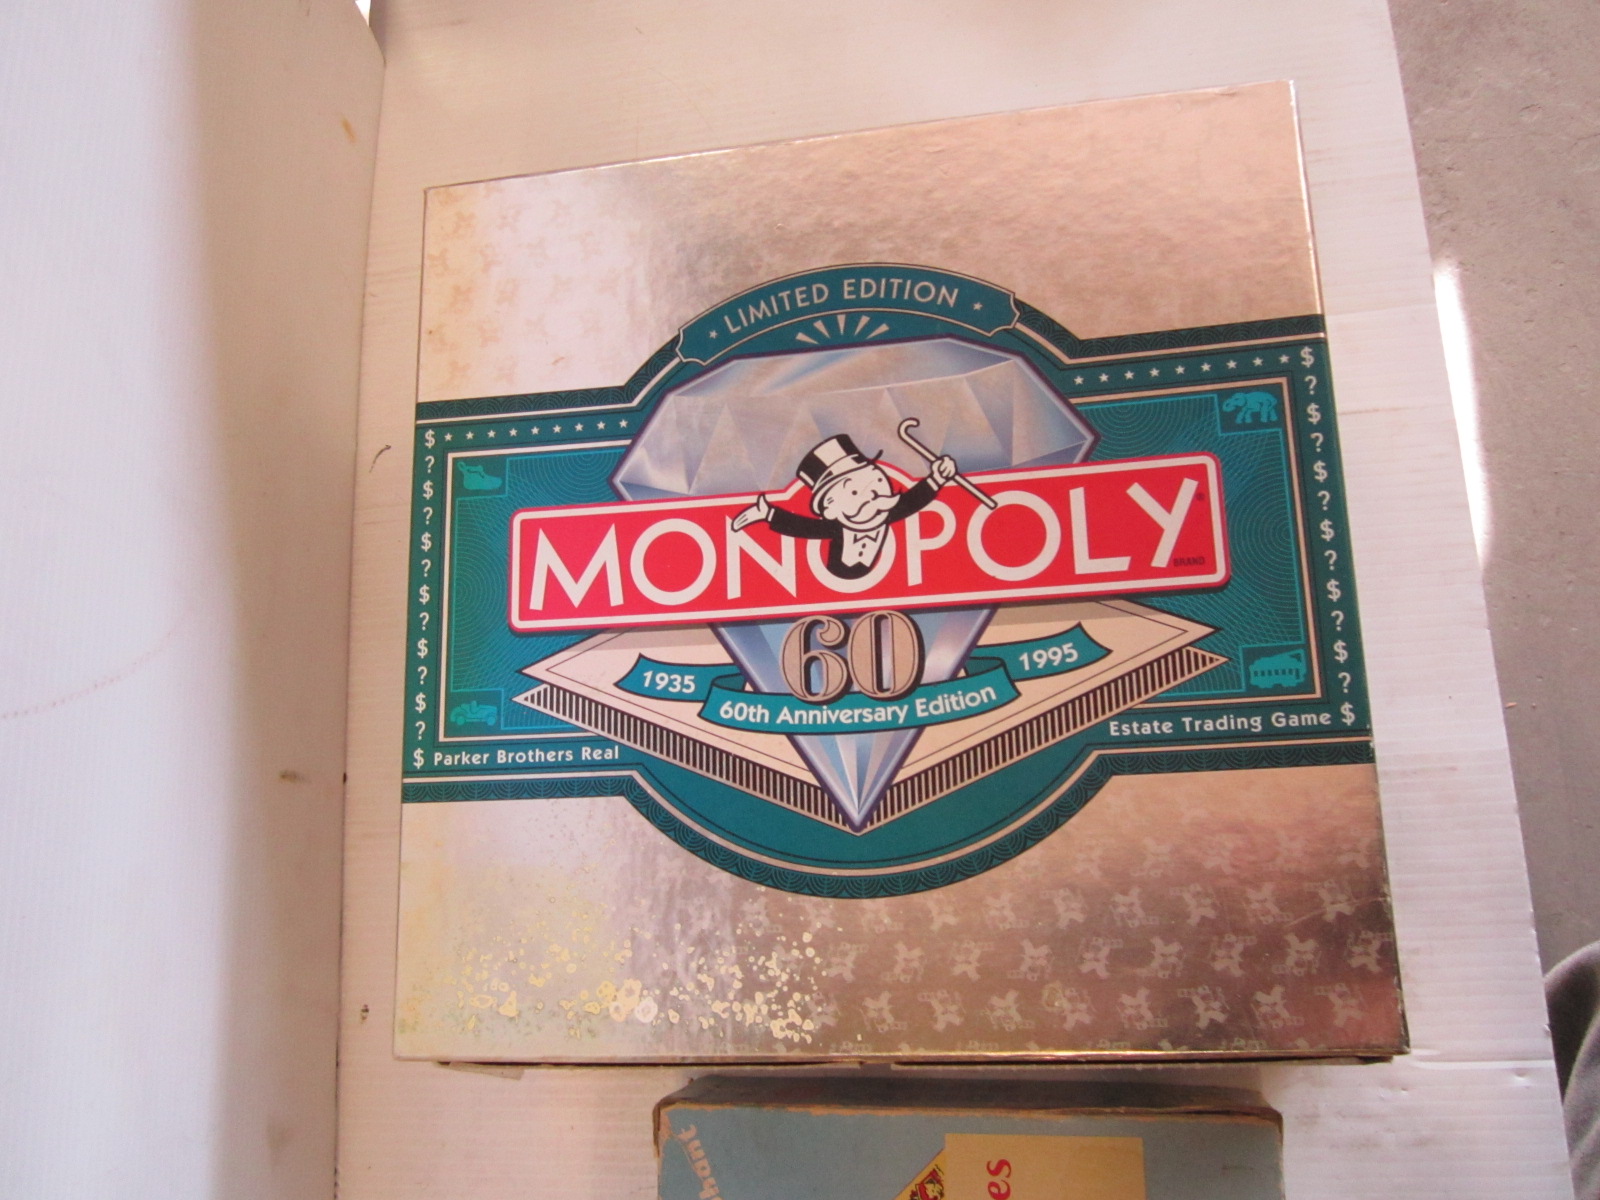 LIMITED EDITION
MONOPOLY
BRAND
60
1935
1995
60th Anniversary Edition
Parker Brothers Real
Estate Trading Game